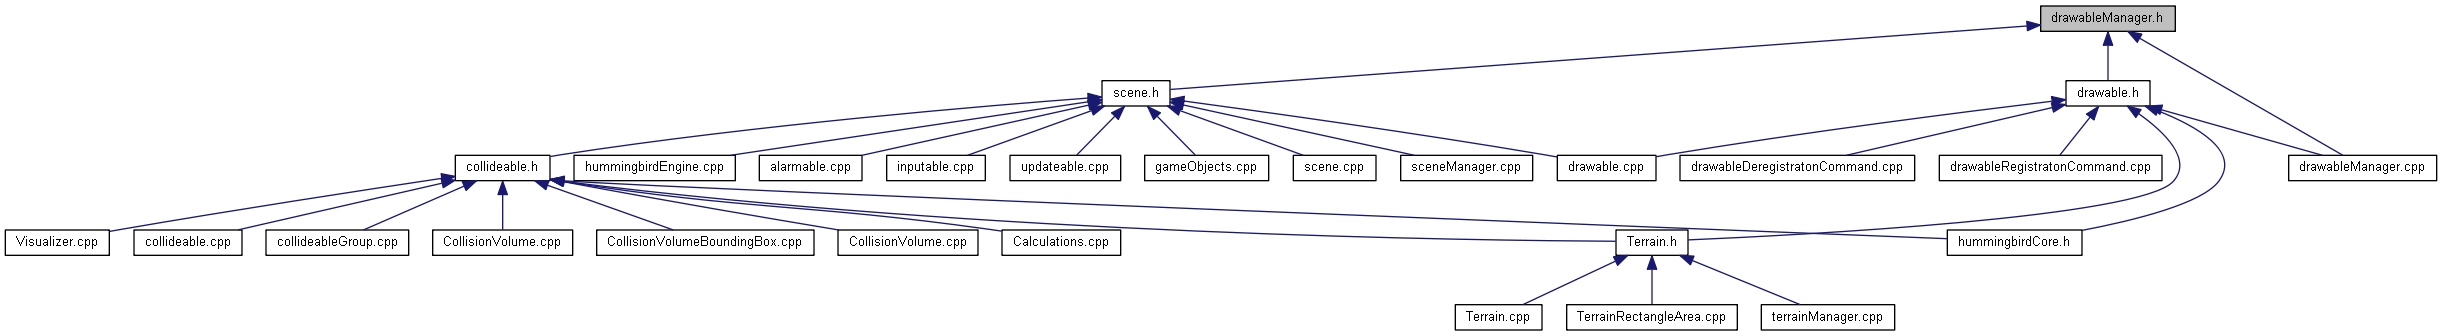 drawableManager.h
scene.h
drawable.h
collideable.h
hummingbirdEngine.cpp
alarmable.cpp
inputable.cpp
updateable.cpp
gameObjects.cpp
scene.cpp
sceneManager.cpp
drawable.cpp
drawableDeregistratonCommand.cpp
drawableRegistratonCommand.cpp
drawableManager.cpp
Visualizer.cpp
collideable.cpp
collideableGroup.cpp
CollisionVolume.cpp
CollisionVolumeBoundingBox.cpp
CollisionVolume.cpp
Calculations.cpp
Terrain.h
hummingbirdCore.h
Terrain.cpp
TerrainRectangleArea.cpp
terrainManager.cpp